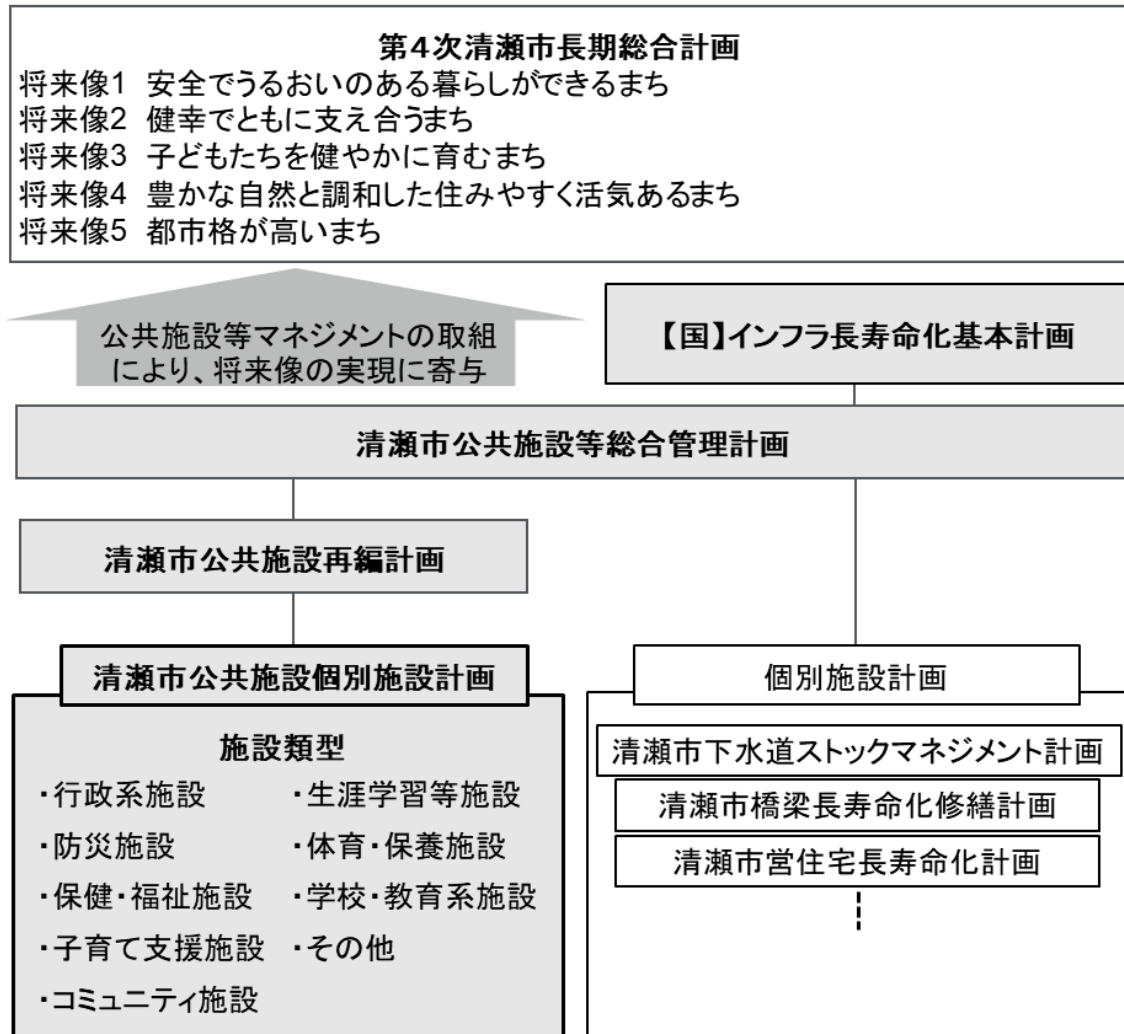 第4次清瀬市長期総合計画
将来像1 安全でうるおいのある暮らしができるまち
将来像2 健幸でともに支え合うまち
将来像3 子どもたちを健やかに育むまち
将来像4 豊かな自然と調和した住みやすく活気あるまち
将来像5 都市格が高いまち
公共施設等マネジメントの取組
により、将来像の実現に寄与
【国】インフラ長寿命化基本計画
清瀬市公共施設等総合管理計画
清瀬市公共施設再編計画
清瀬市公共施設個別施設計画
施設類型
・行政系施設
・防災施設
・保健・福祉施設
・子育て支援施設
・コミュニティ施設
・生涯学習等施設
・体育・保養施設
・学校・教育系施設
・その他
個別施設計画
清瀬市下水道ストックマネジメント計画
清瀬市橋梁長寿命化修繕計画
清瀬市営住宅長寿命化計画